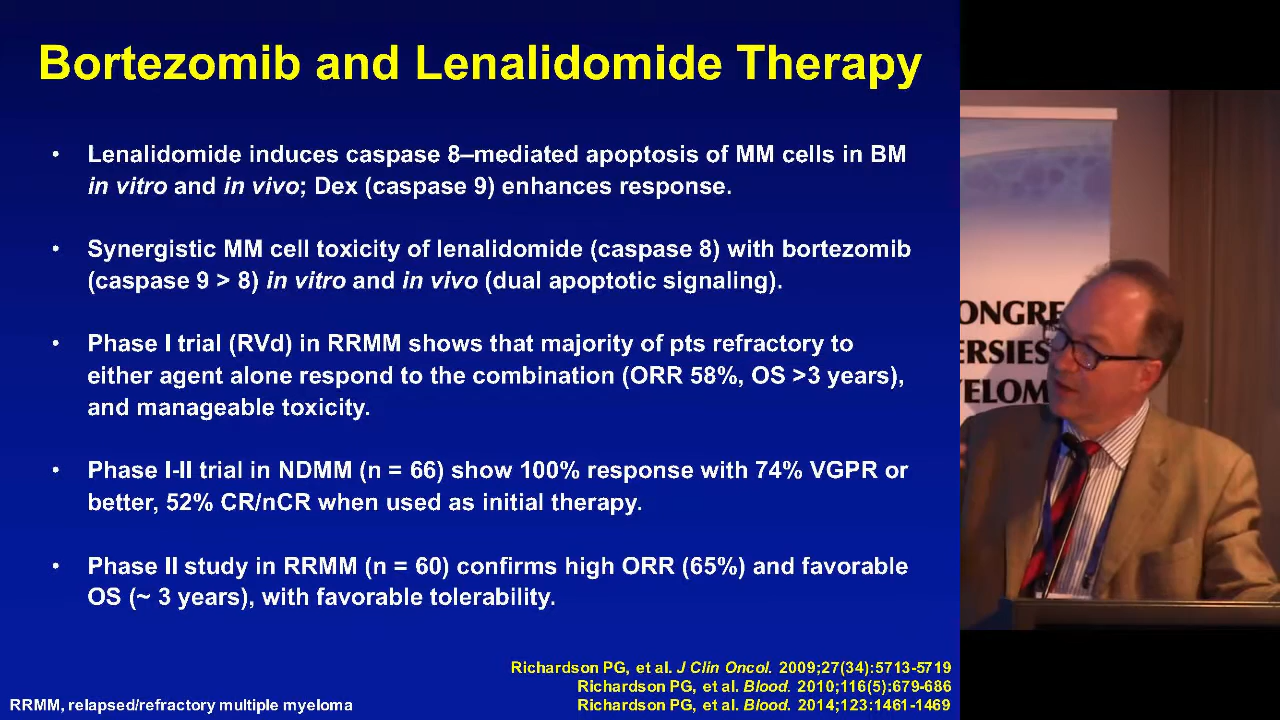 Bortezomib and Lenalidomide Therapy
• Lenalidomide induces caspase 8–mediated apoptosis of MM cells in BM
in vitro and in vivo; Dex (caspase 9) enhances response.
• Synergistic MM cell toxicity of lenalidomide (caspase 8) with bortezomib
(caspase 9 > 8) in vitro and in vivo (dual apoptotic signaling).
• Phase I trial (RVd) in RRMM shows that majority of pts refractory to
either agent alone respond to the combination (ORR 58%, OS >3 years),
and manageable toxicity.
• Phase I-II trial in NDMM (n = 66) show 100% response with 74% VGPR or
better, 52% CR/nCR when used as initial therapy.
• Phase II study in RRMM (n = 60) confirms high ORR (65%) and favorable
OS (~ 3 years), with favorable tolerability.
Richardson PG, et al. J Clin Oncol. 2009;27(34):5713-5719
Richardson PG, et al. Blood. 2010;116(5):679-686
Richardson PG, et al. Blood. 2014;123:1461-1469
RRMM, relapsed/refractory multiple myeloma
ONGRE
ERSIES
YELOM